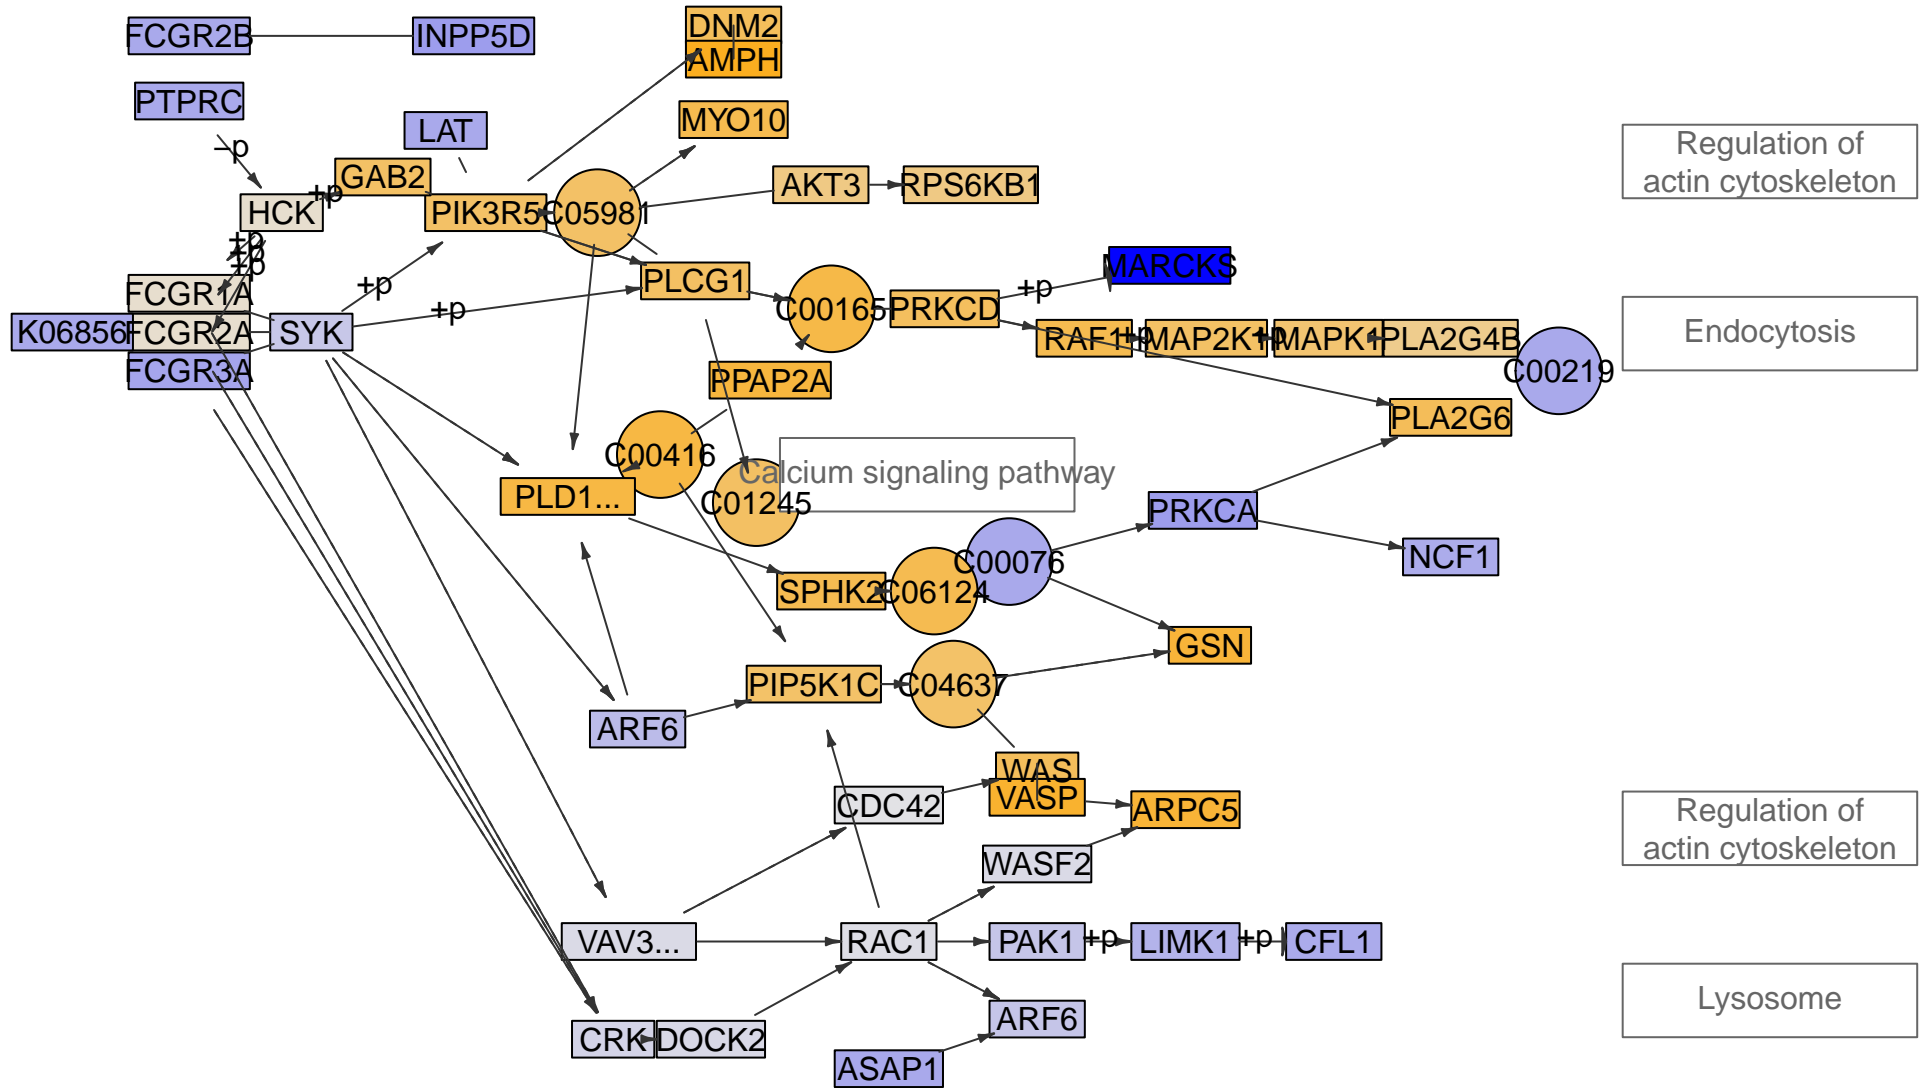 FCGR2B
INPP5D
DNM2
AMPH
PTPRC
LAT
MYO10
Regulation of
actin cytoskeleton
−p
GAB2
+p
HCK
PIK3R5
C05981
AKT3
RPS6KB1
+p
+p
+p
FCGR1A
+p
PLCG1
+p
MARCKS
K06856
FCGR2A
SYK
+p
C00165
PRKCD
RAF1
+p
MAP2K1
+p
MAPK1
PLA2G4B
Endocytosis
FCGR3A
PPAP2A
C00219
PLA2G6
C00416
Calcium signaling pathway
PLD1...
C01245
PRKCA
NCF1
C00076
SPHK2
C06124
GSN
PIP5K1C
C04637
ARF6
WAS
VASP
CDC42
ARPC5
Regulation of
actin cytoskeleton
WASF2
VAV3...
RAC1
PAK1
+p
LIMK1
+p
CFL1
Lysosome
ARF6
CRK
DOCK2
ASAP1